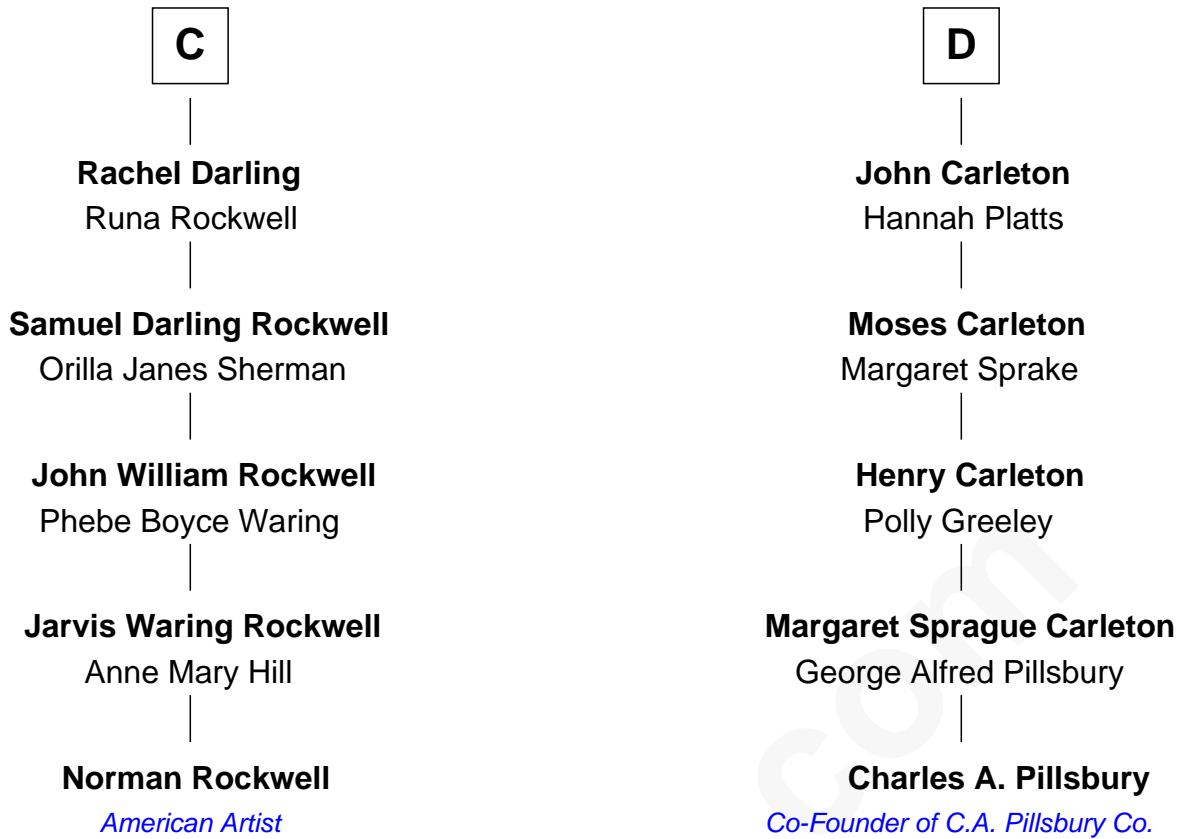 C
Rachel Darling
Runa Rockwell
Samuel Darling Rockwell
Orilla Janes Sherman
John William Rockwell
Phebe Boyce Waring
Jarvis Waring Rockwell
Anne Mary Hill
Norman Rockwell
American Artist
D
John Carleton
Hannah Platts
Moses Carleton
Margaret Sprake
Henry Carleton
Polly Greeley
Margaret Sprague Carleton
George Alfred Pillsbury
Charles A. Pillsbury
Co-Founder of C.A. Pillsbury Co.
com